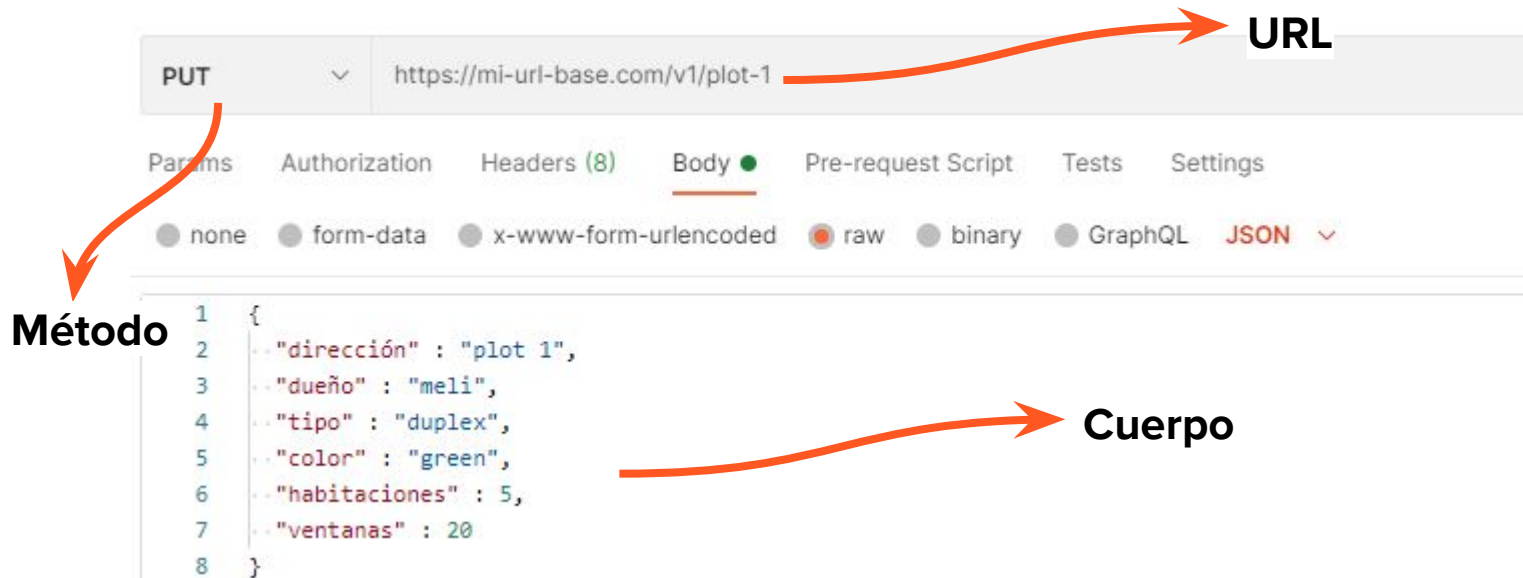 URL
PUT https://mi-url-base.com/v1/plot-1
Params Authorization Headers (8) Body Pre-request Script Tests Settings
none form-data x-www-form-urlencoded raw binary GraphQL JSON
Método
1 {
2 "dirección" : "plot 1",
3 "dueño" : "meli",
4 "tipo" : "duplex",
5 "color" : "green",
Cuerpo
6 "habitaciones" : 5,
7 "ventanas" : 20
8 }